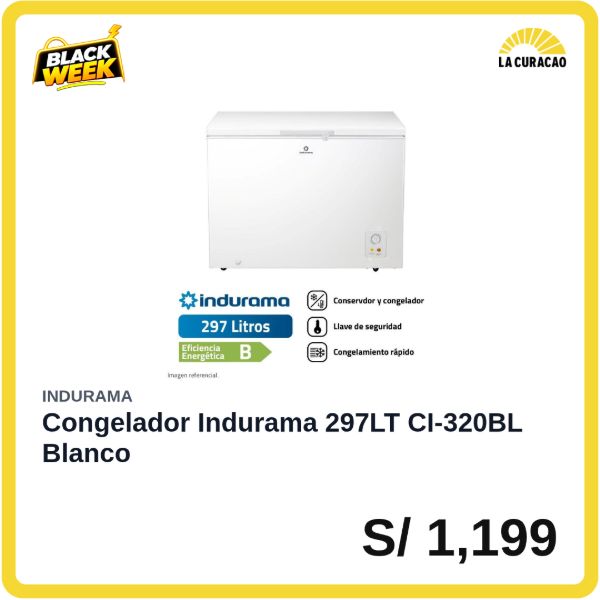 BLACK
WEEK
LA CURACAO
indurama
indurama
297 Litros
Eficiencia
Energética B
Conservdor y congelador
Llave de seguridad
Congelamiento rápido
Imagen referencial.
INDURAMA
Congelador Indurama 297LT CI-320BL
Blanco
S/ 1,199